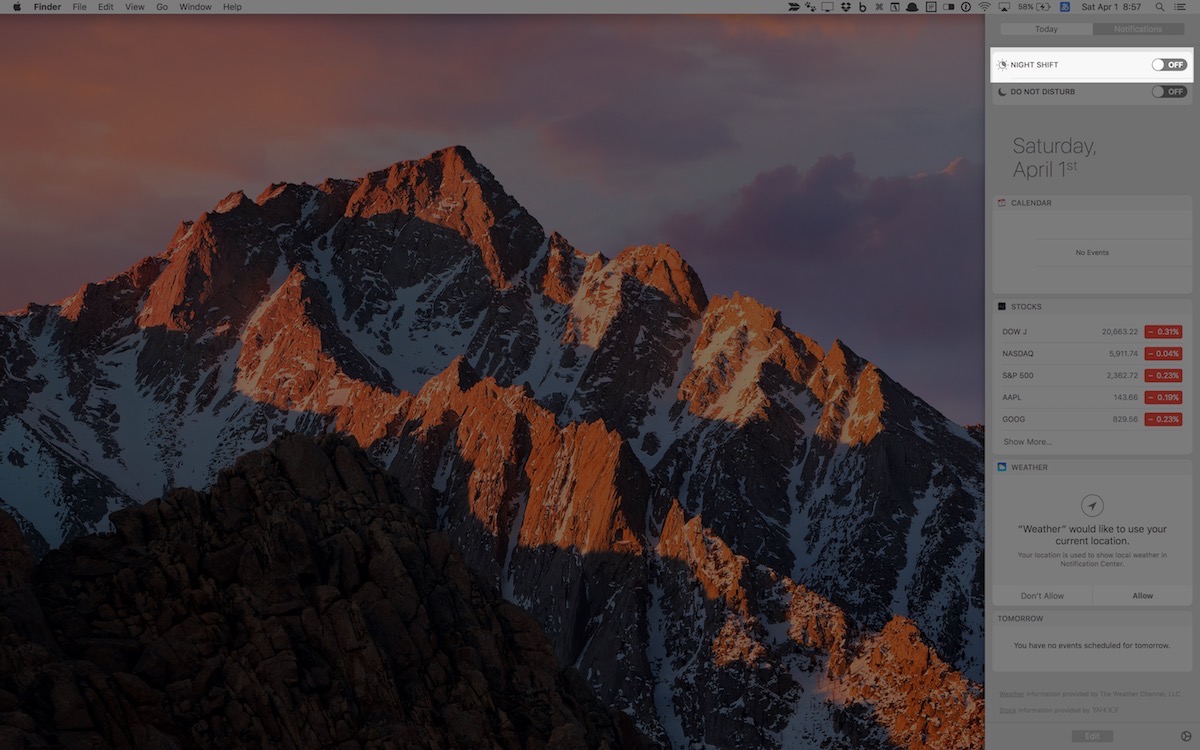 Finder File Edit View Go Window Help 58% あ Sat Apr 1 8:57
Today Notifications
NIGHT SHIFT OFF
DO NOT DISTURB OFF
Saturday,
April 1st
CALENDAR
No Events
STOCKS
DOW J 20,663.22 − 0.31%
NASDAQ 5,911.74 − 0.04%
S&P 500 2,362.72 − 0.23%
AAPL 143.66 − 0.19%
GOOG 829.56 − 0.23%
Show More...
WEATHER
“Weather” would like to use your
current location.
Your location is used to show local weather in
Notification Center.
Don't Allow Allow
TOMORROW
You have no events scheduled for tomorrow.
Weather information provided by The Weather Channel, LLC
Stock information provided by YAHOO!
Edit